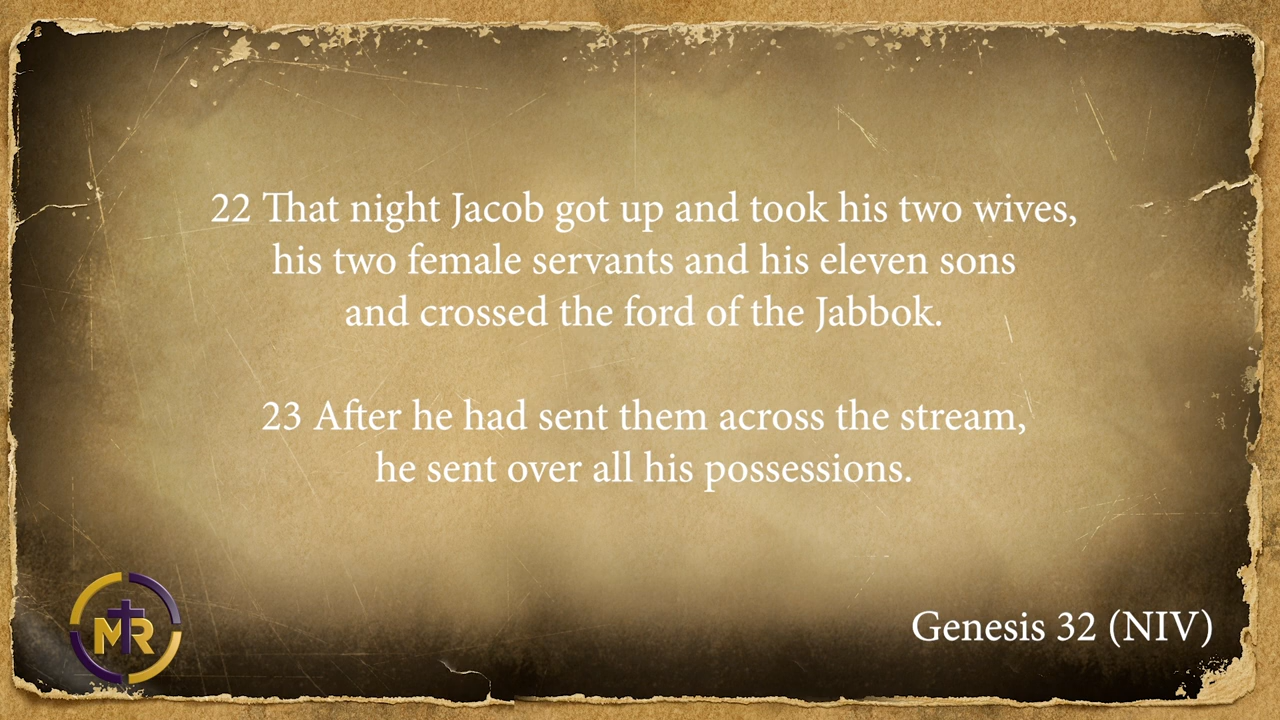 22 That night Jacob got up and took his two wives,
his two female servants and his eleven sons
and crossed the ford of the Jabbok.
23 After he had sent them across the stream,
he sent over all his possessions.
Genesis 32 (NIV)
MR